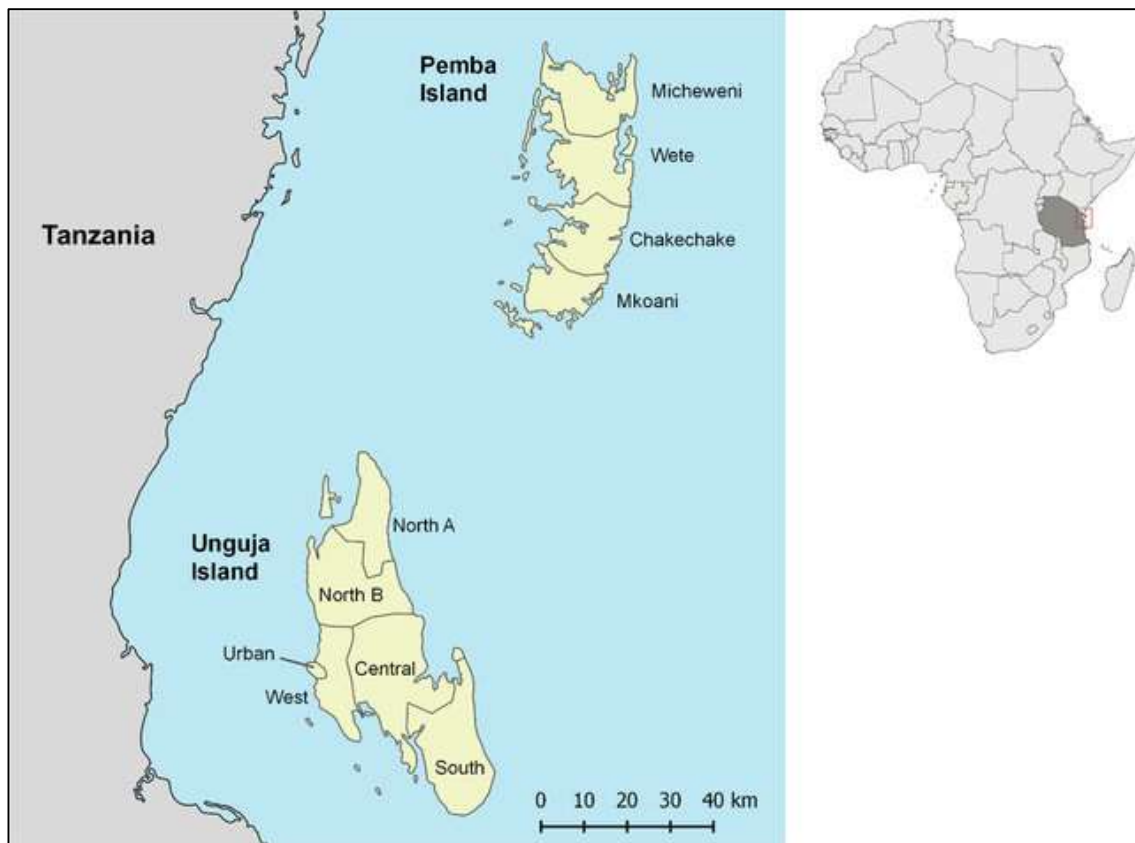 Pemba
Island
Micheweni
Wete
Tanzania
Chakechake
Mkoani
North A
Unguja
Island
North B
Urban
Central
West
South
0 10 20 30 40 km